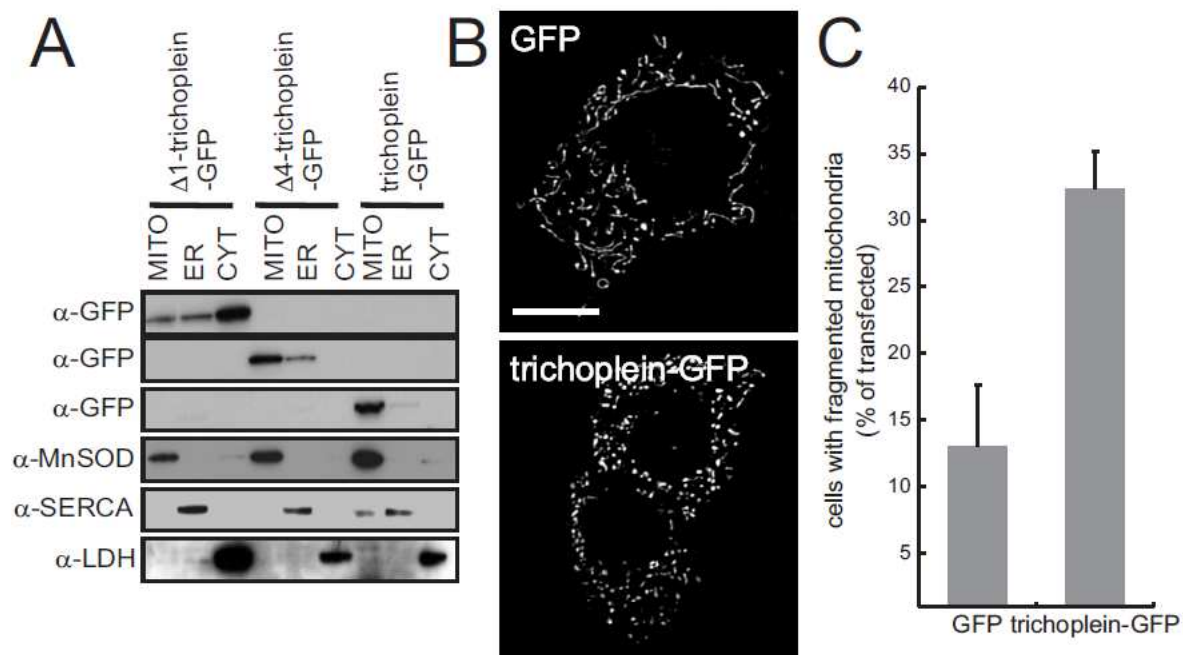 A
Δ1-trichoplein
-GFP
Δ4-trichoplein
-GFP
trichoplein
-GFP
MITO
ER
CYT
MITO
ER
CYT
MITO
ER
CYT
α-GFP
α-GFP
α-GFP
α-MnSOD
α-SERCA
α-LDH
B
GFP
trichoplein-GFP
C
cells with fragmented mitochondria
(% of transfected)
40
35
30
25
20
15
10
5
GFP trichoplein-GFP